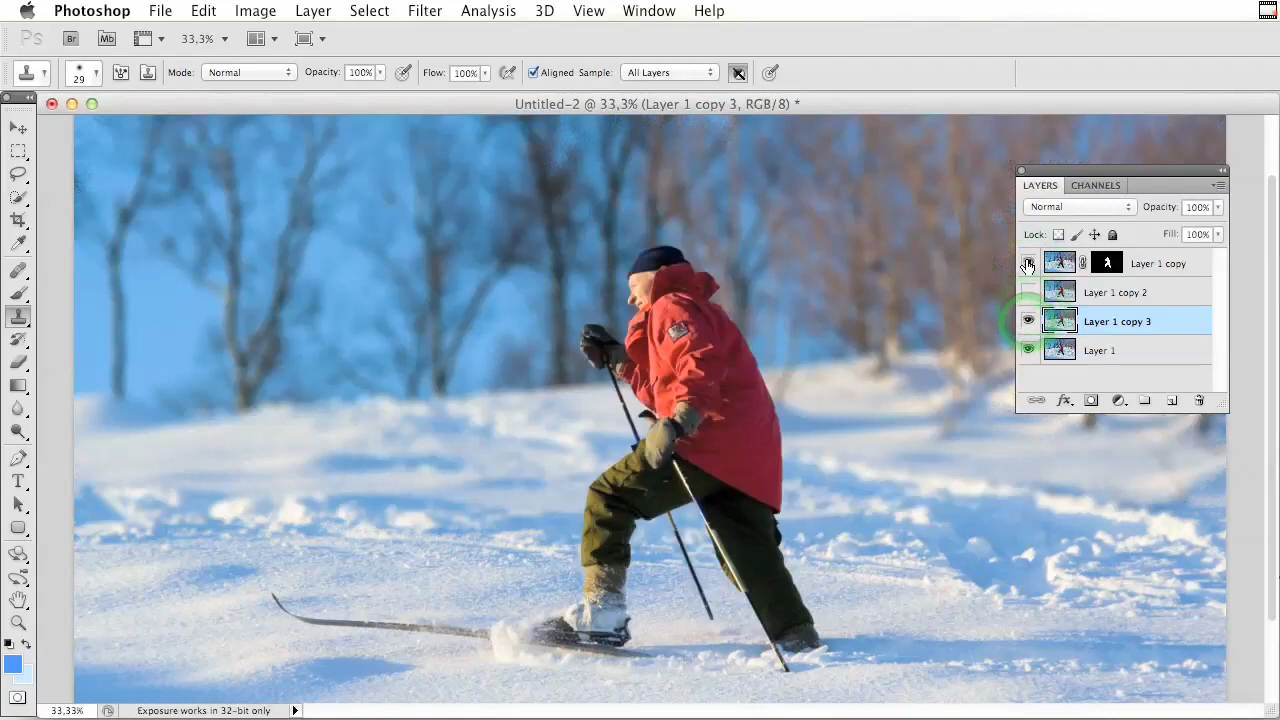 Photoshop File Edit Image Layer Select Filter Analysis 3D View Window Help
Ps Br Mb 33,3%
29 Mode: Normal Opacity: 100% Flow: 100% Aligned Sample: All Layers
Untitled-2 @ 33,3% (Layer 1 copy 3, RGB/8) *
LAYERS CHANNELS
Normal Opacity: 100%
Lock: Fill: 100%
Layer 1 copy
Layer 1 copy 2
Layer 1 copy 3
Layer 1
fx
T
33,33% Exposure works in 32-bit only